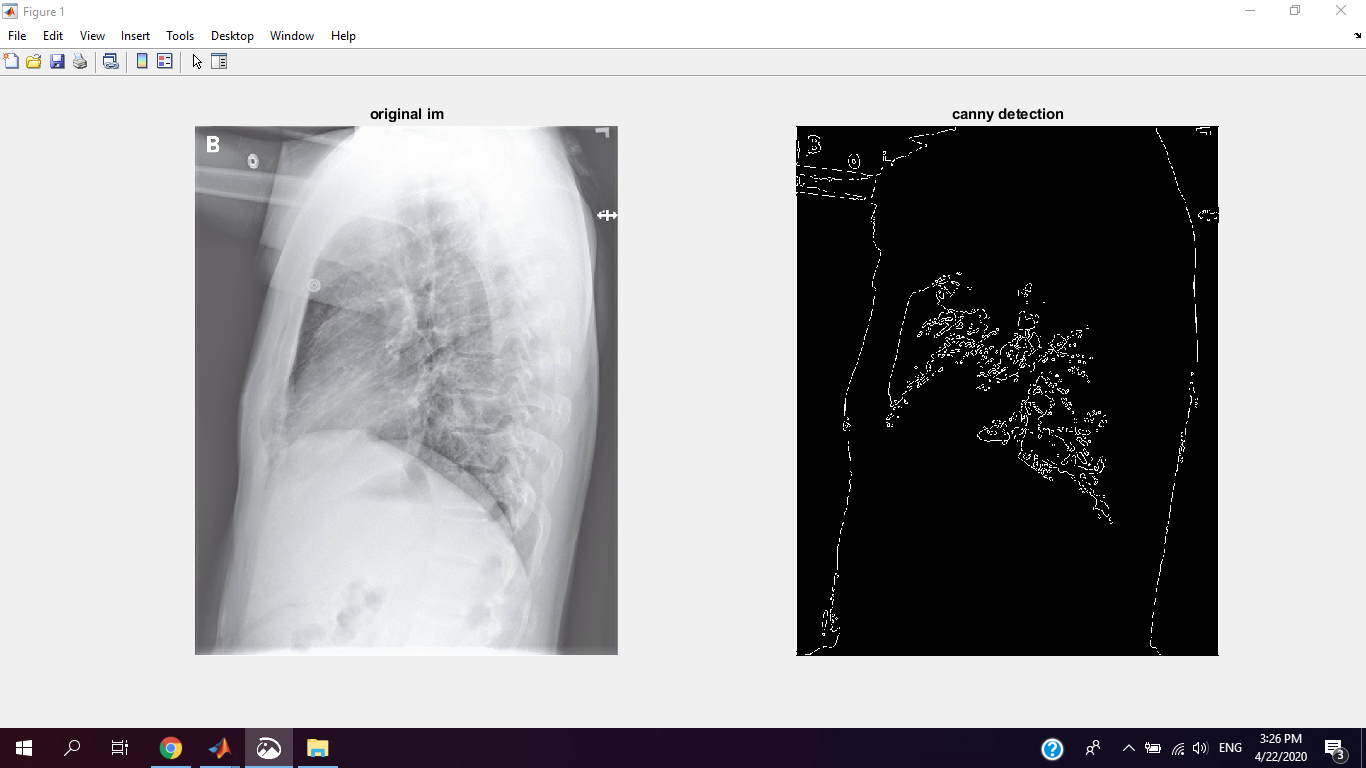 Figure 1
File Edit View Insert Tools Desktop Window Help
original im
canny detection
B
B
3:26 PM
ENG
4/22/2020
3